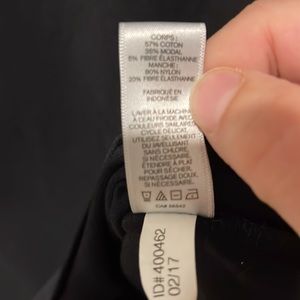 CORPS:
57% COTON
38% MODAL
5% FIBRE ÉLASTHANNE
MANCHE:
80% NYLON
20% FIBRE ÉLASTHANNE
FABRIQUÉ EN
INDONÉSIE
LAVER À LA MACHINE
À L'EAU FROIDE AVEC
COULEURS SIMILAIRES
CYCLE DÉLICAT.
UTILISEZ SEULEMENT
DU JAVELLISANT
SANS CHLORE
SI NÉCESSAIRE.
ÉTENDRE À PLAT
POUR SÉCHER.
REPASSAGE DOUX,
SI DÉSIRÉ.
ID# 400462
02/17